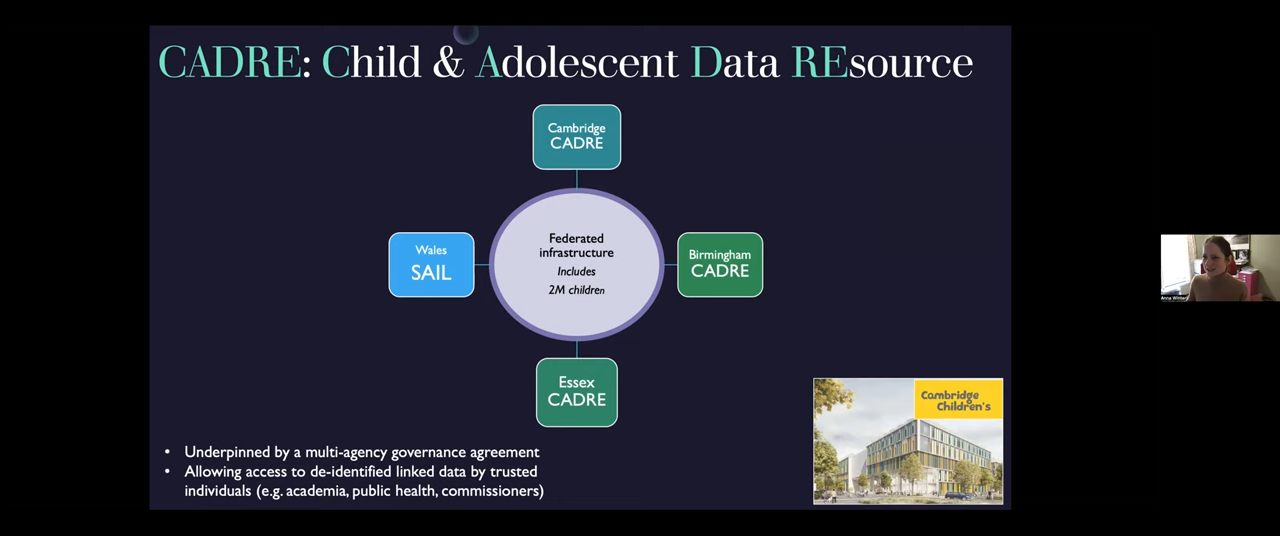 CADRE: Child & Adolescent Data REsource
Cambridge
CADRE
Wales
SAIL
Federated
infrastructure
Includes
2M children
Birmingham
CADRE
Essex
CADRE
• Underpinned by a multi-agency governance agreement
• Allowing access to de-identified linked data by trusted
individuals (e.g. academia, public health, commissioners)
Cambridge
Children's